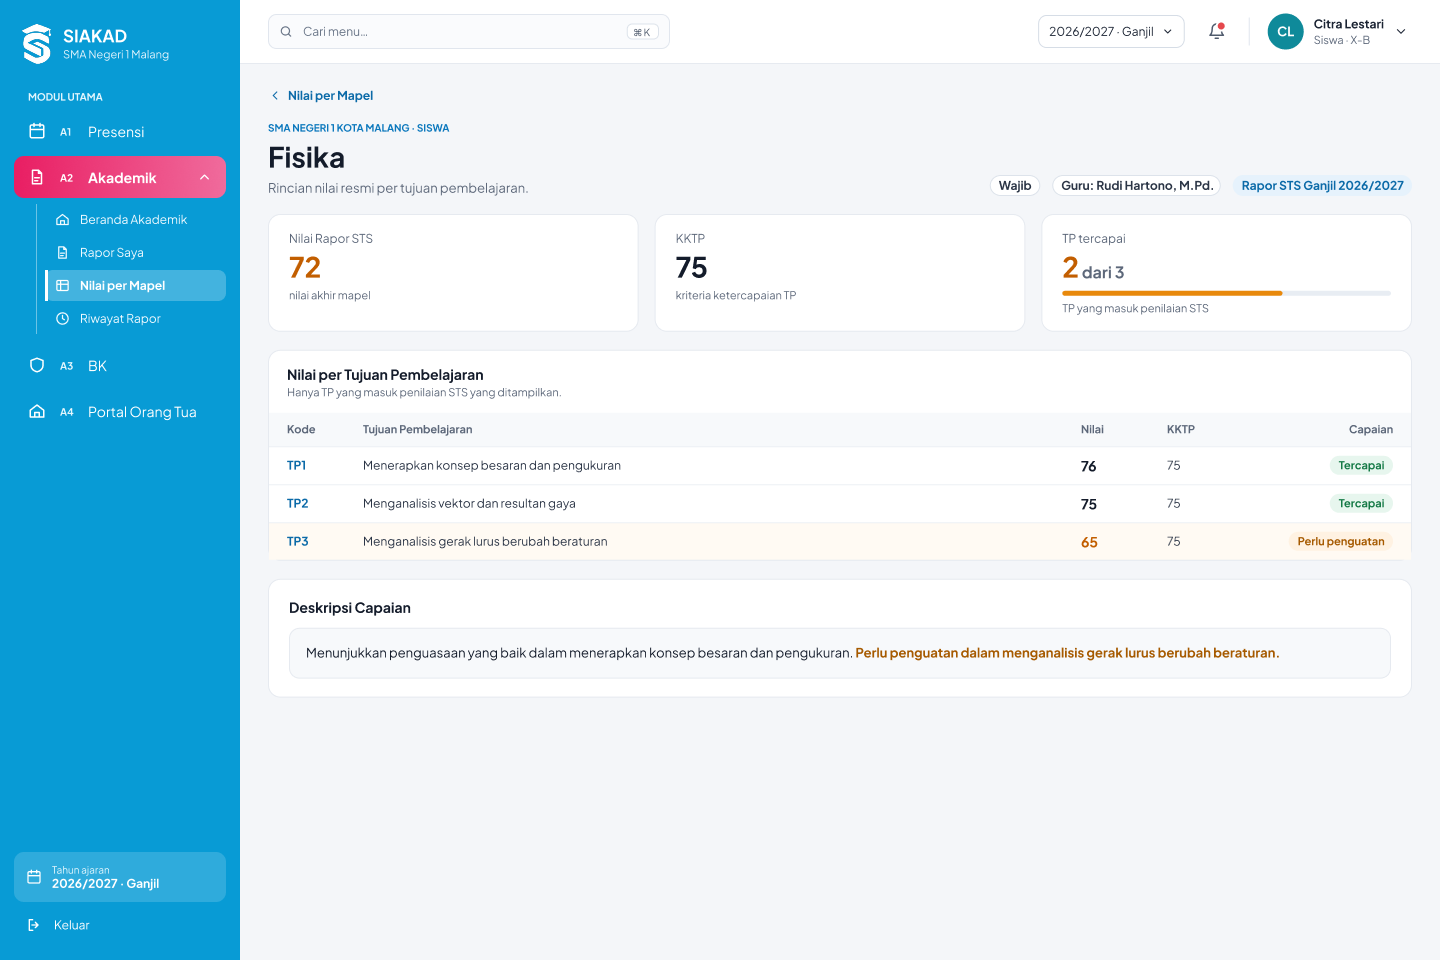 SIAKAD
SMA Negeri 1 Malang
MODUL UTAMA
A1 Presensi
A2 Akademik
Beranda Akademik
Rapor Saya
Nilai per Mapel
Riwayat Rapor
A3 BK
A4 Portal Orang Tua
Tahun ajaran
2026/2027 · Ganjil
Keluar
Cari menu...
⌘K
2026/2027 · Ganjil
CL
Citra Lestari
Siswa · X-B
Nilai per Mapel
SMA NEGERI 1 KOTA MALANG · SISWA
Fisika
Rincian nilai resmi per tujuan pembelajaran.
Wajib
Guru: Rudi Hartono, M.Pd.
Rapor STS Ganjil 2026/2027
Nilai Rapor STS
72
nilai akhir mapel
KKTP
75
kriteria ketercapaian TP
TP tercapai
2 dari 3
TP yang masuk penilaian STS
Nilai per Tujuan Pembelajaran
Hanya TP yang masuk penilaian STS yang ditampilkan.
Kode Tujuan Pembelajaran Nilai KKTP Capaian
TP1 Menerapkan konsep besaran dan pengukuran 76 75 Tercapai
TP2 Menganalisis vektor dan resultan gaya 75 75 Tercapai
TP3 Menganalisis gerak lurus berubah beraturan 65 75 Perlu penguatan
Deskripsi Capaian
Menunjukkan penguasaan yang baik dalam menerapkan konsep besaran dan pengukuran. Perlu penguatan dalam menganalisis gerak lurus berubah beraturan.